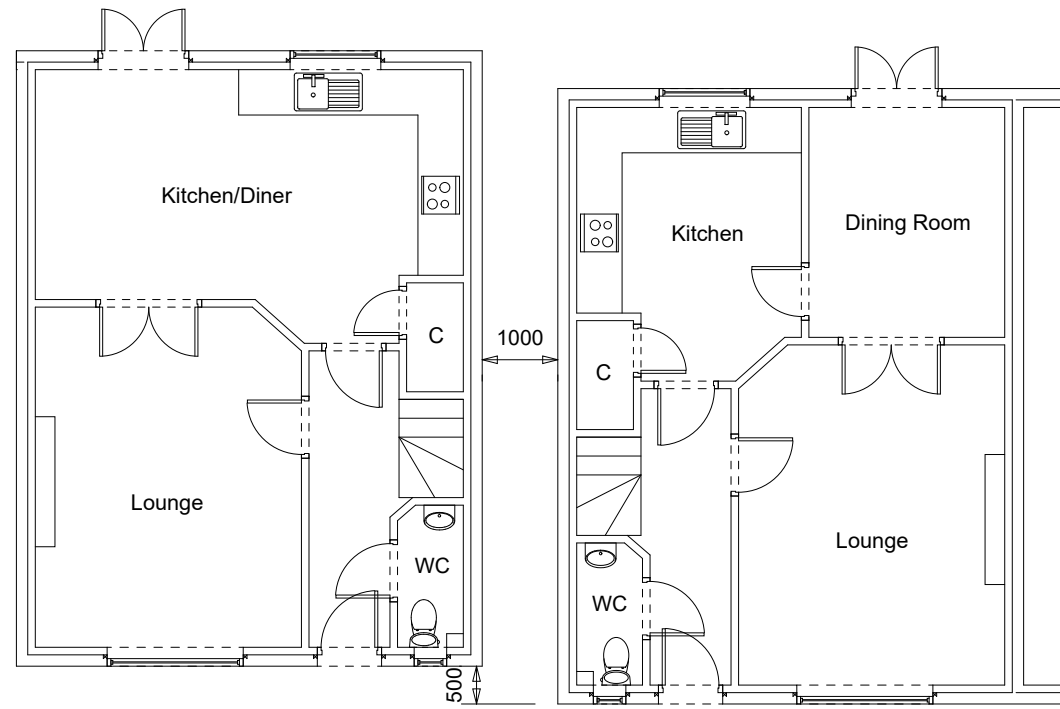 Kitchen/Diner
C
Lounge
WC
1000
500
Kitchen
Dining Room
C
Lounge
WC